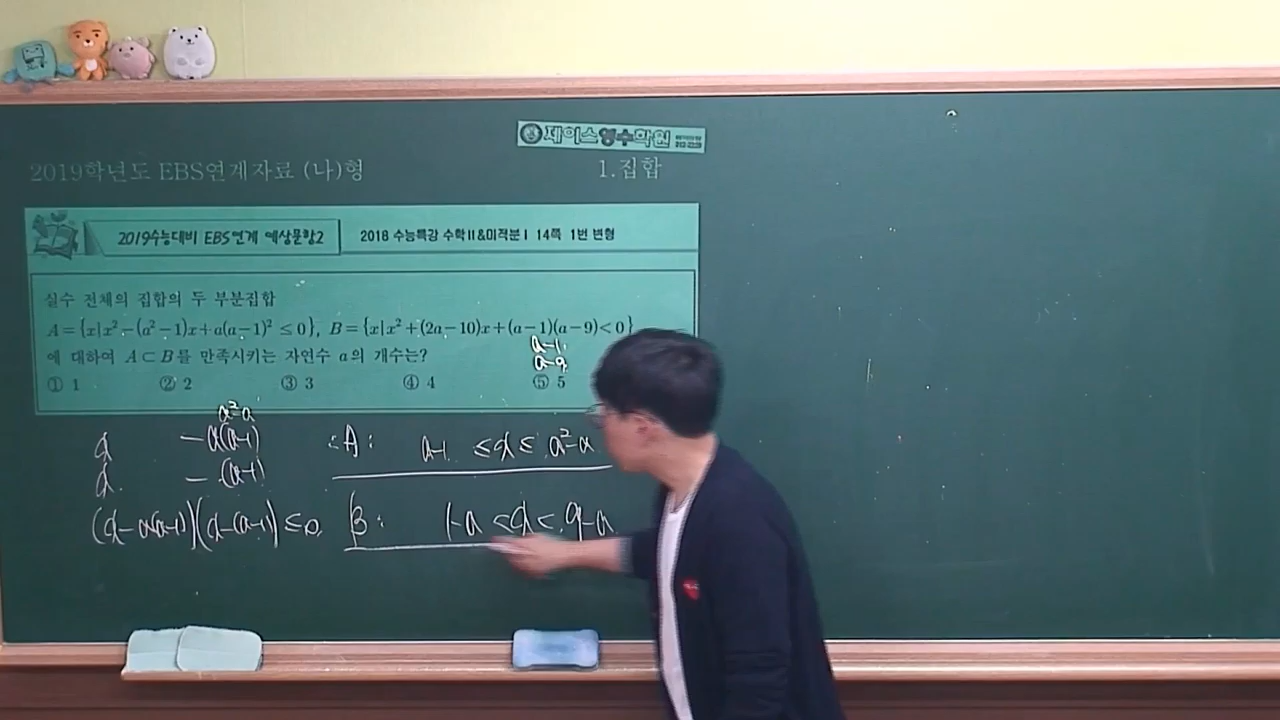 제이스영수학원
2019학년도 EBS연계자료 (나)형
1.집합
2019수능대비 EBS연계 예상문항2
2018 수능특강 수학II&미적분I 14쪽 1번 변형
실수 전체의 집합의 두 부분집합
A={x|x²-(a²-1)x+a(a-1)²≤0}, B={x|x²+(2a-10)x+(a-1)(a-9)<0}
에 대하여 A⊂B를 만족시키는 자연수 a의 개수는?
① 1 ② 2 ③ 3 ④ 4 ⑤ 5
a-1
a-9
a²-a
x -a(a-1)
x -(a-1)
(x-a(a-1))(x-(a-1))≤0
∴A: a-1 ≤x≤ a²-a
B: 1-a <x< 9-a